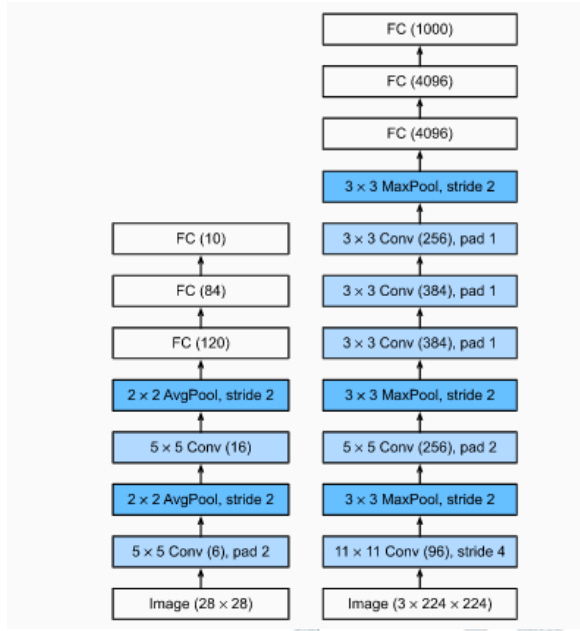 FC (1000)
FC (4096)
FC (4096)
3 × 3 MaxPool, stride 2
3 × 3 Conv (256), pad 1
3 × 3 Conv (384), pad 1
3 × 3 Conv (384), pad 1
3 × 3 MaxPool, stride 2
5 × 5 Conv (256), pad 2
3 × 3 MaxPool, stride 2
11 × 11 Conv (96), stride 4
Image (3 × 224 × 224)
FC (10)
FC (84)
FC (120)
2 × 2 AvgPool, stride 2
5 × 5 Conv (16)
2 × 2 AvgPool, stride 2
5 × 5 Conv (6), pad 2
Image (28 × 28)